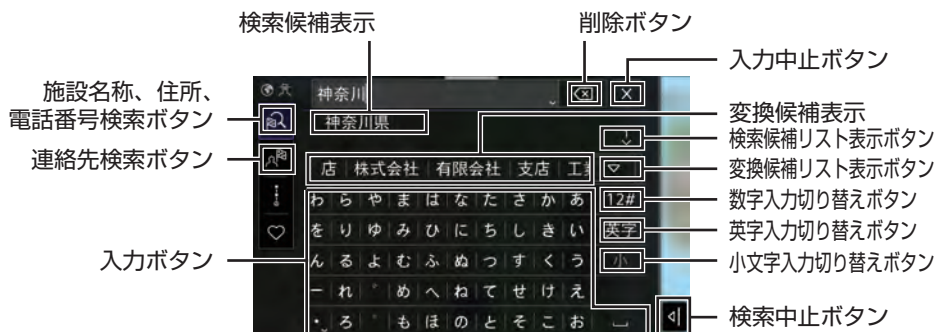 検索候補表示
削除ボタン
入力中止ボタン
施設名称、住所、
電話番号検索ボタン
連絡先検索ボタン
入力ボタン
変換候補表示
検索候補リスト表示ボタン
変換候補リスト表示ボタン
数字入力切り替えボタン
英字入力切り替えボタン
小文字入力切り替えボタン
検索中止ボタン
神奈川
神奈川県
店 株式会社 有限会社 支店
わ ら や ま は な た さ か あ 12#
を り ゆ み ひ に ち し き い 英字
ん る よ む ふ ぬ つ す く う 小
ー れ ゛ め へ ね て せ け え
・ ろ ゜ も ほ の と そ こ お